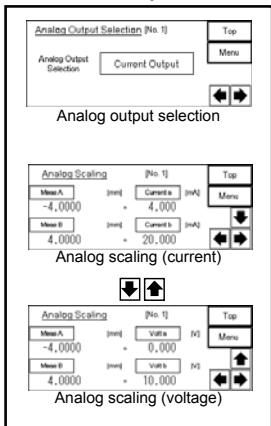 Analog Output Selection [No. 1] Top
Menu
Analog Output Selection Current Output
Analog output selection
Analog Scaling [No. 1] Top
Meas A [mm] Current a [mA] Menu
-4.0000 - 4.000
Meas B [mm] Current b [mA]
4.0000 - 20.000
Analog scaling (current)
Analog Scaling [No. 1] Top
Meas A [mm] Volt a [V] Menu
-4.0000 - 0.000
Meas B [mm] Volt b [V]
4.0000 - 10.000
Analog scaling (voltage)